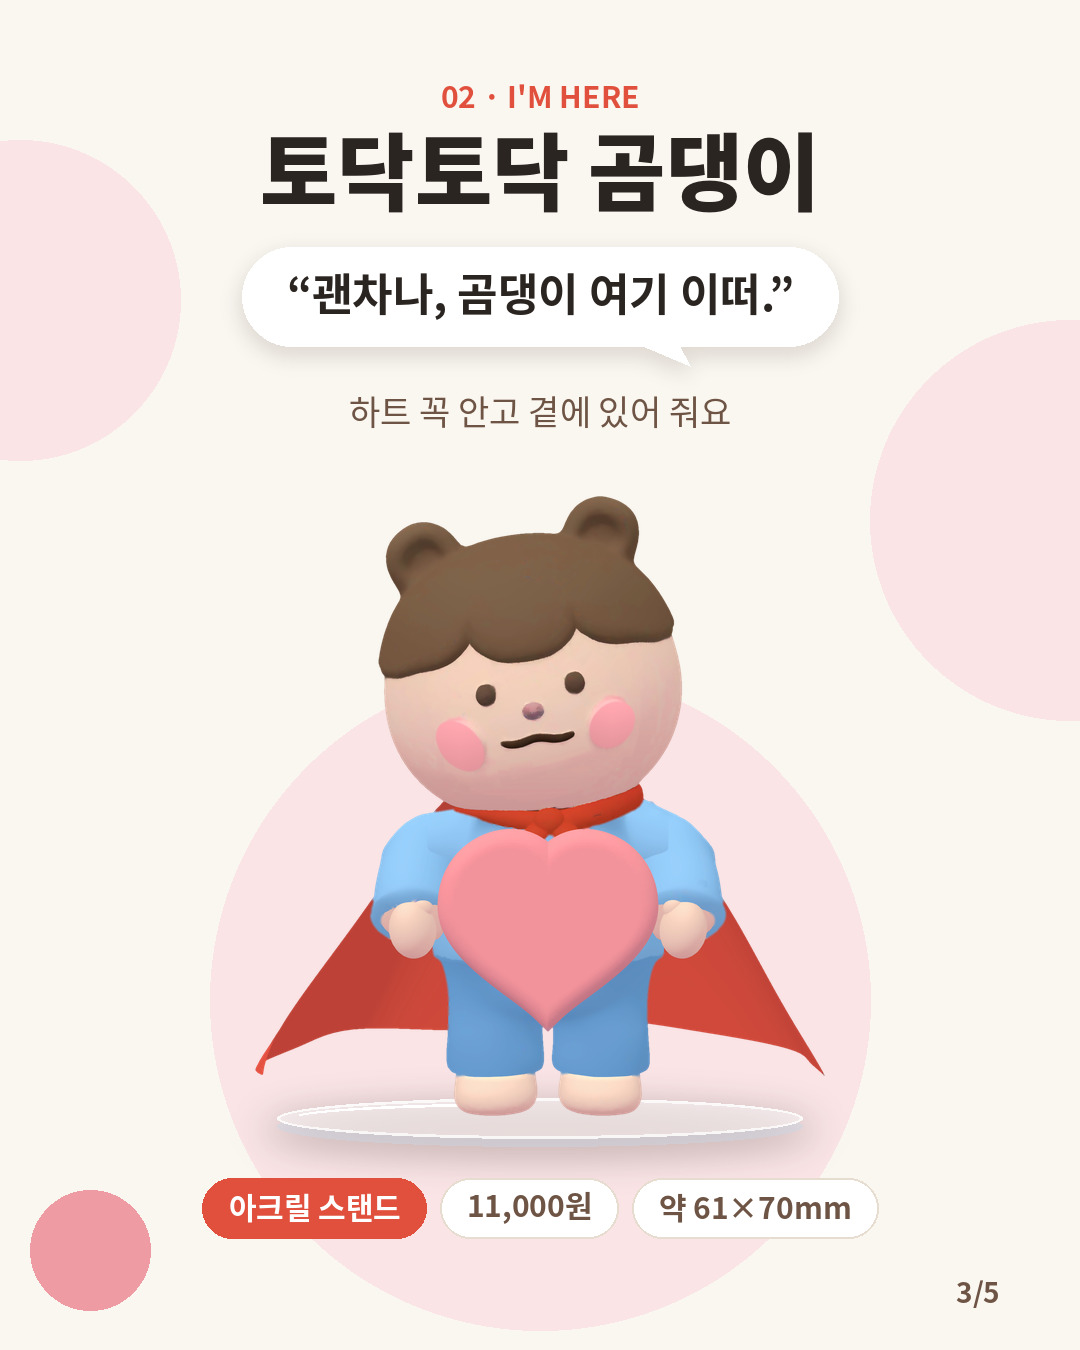 02 · I'M HERE
토닥토닥 곰댕이
“괜차나, 곰댕이 여기 이떠.”
하트 꼭 안고 곁에 있어 줘요
아크릴 스탠드
11,000원
약 61×70mm
3/5